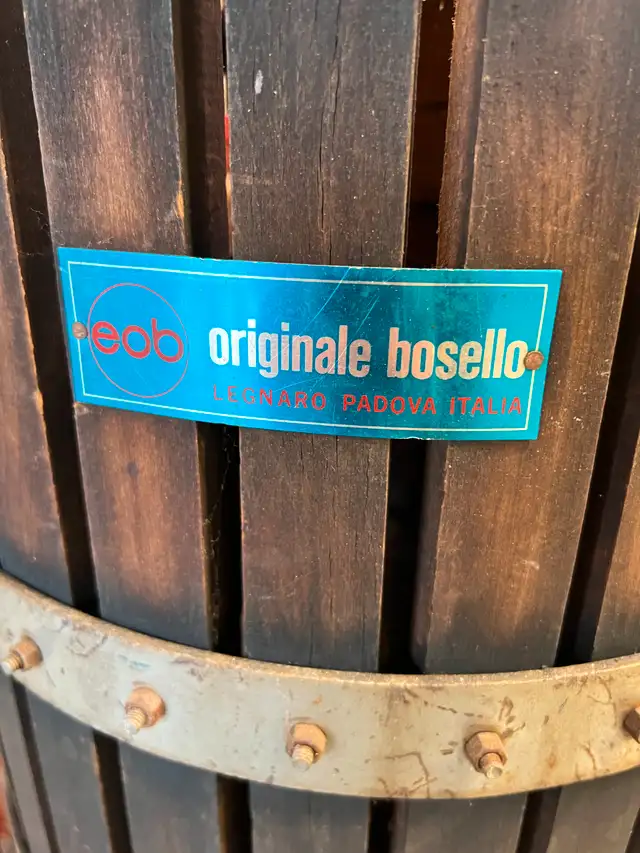 eob
originale bosello
LEGNARO PADOVA ITALIA